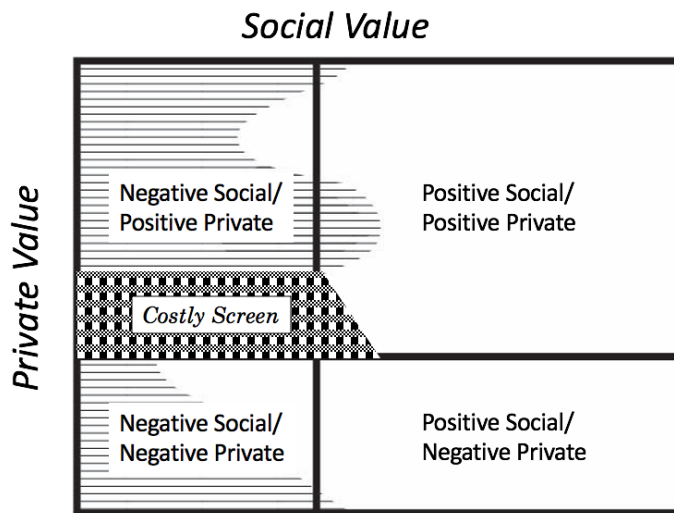 Social Value
Private Value
Negative Social/
Positive Private
Positive Social/
Positive Private
Costly Screen
Negative Social/
Negative Private
Positive Social/
Negative Private